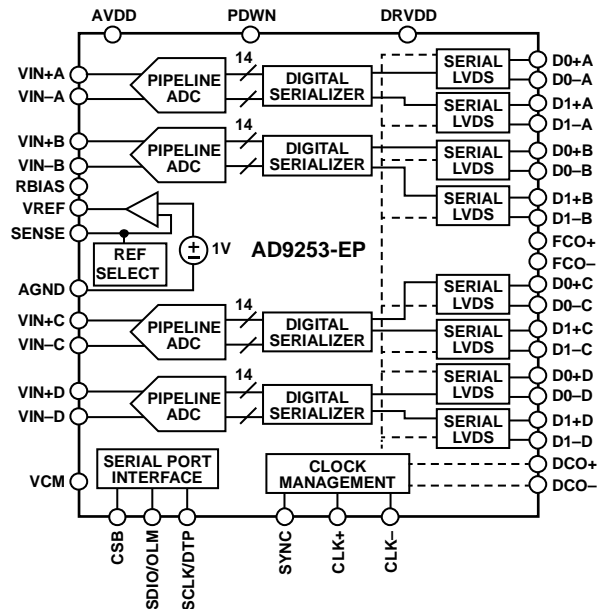 AVDD PDWN DRVDD
VIN+A
VIN–A
PIPELINE
ADC
14
DIGITAL
SERIALIZER
SERIAL
LVDS
D0+A
D0–A
SERIAL
LVDS
D1+A
D1–A
VIN+B
VIN–B
PIPELINE
ADC
14
DIGITAL
SERIALIZER
SERIAL
LVDS
D0+B
D0–B
SERIAL
LVDS
D1+B
D1–B
RBIAS
VREF
SENSE
REF
SELECT
1V
AD9253-EP
FCO+
FCO–
AGND
VIN+C
VIN–C
PIPELINE
ADC
14
DIGITAL
SERIALIZER
SERIAL
LVDS
D0+C
D0–C
SERIAL
LVDS
D1+C
D1–C
VIN+D
VIN–D
PIPELINE
ADC
14
DIGITAL
SERIALIZER
SERIAL
LVDS
D0+D
D0–D
SERIAL
LVDS
D1+D
D1–D
VCM
SERIAL PORT
INTERFACE
CLOCK
MANAGEMENT
DCO+
DCO–
CSB
SDIO/OLM
SCLK/DTP
SYNC
CLK+
CLK–